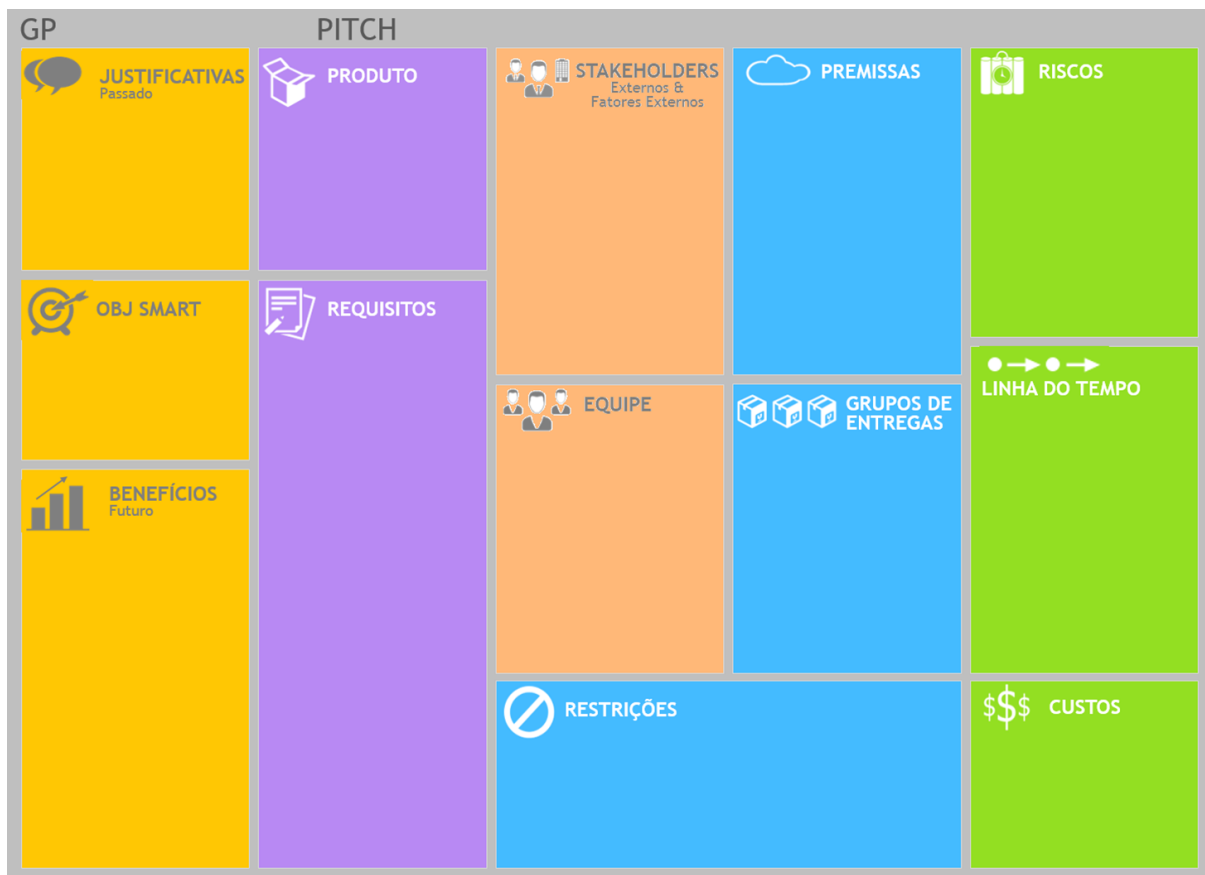 GP
PITCH
JUSTIFICATIVAS
Passado
PRODUTO
STAKEHOLDERS
Externos &
Fatores Externos
PREMISSAS
RISCOS
OBJ SMART
REQUISITOS
LINHA DO TEMPO
EQUIPE
GRUPOS DE
ENTREGAS
BENEFÍCIOS
Futuro
RESTRIÇÕES
$$$ CUSTOS